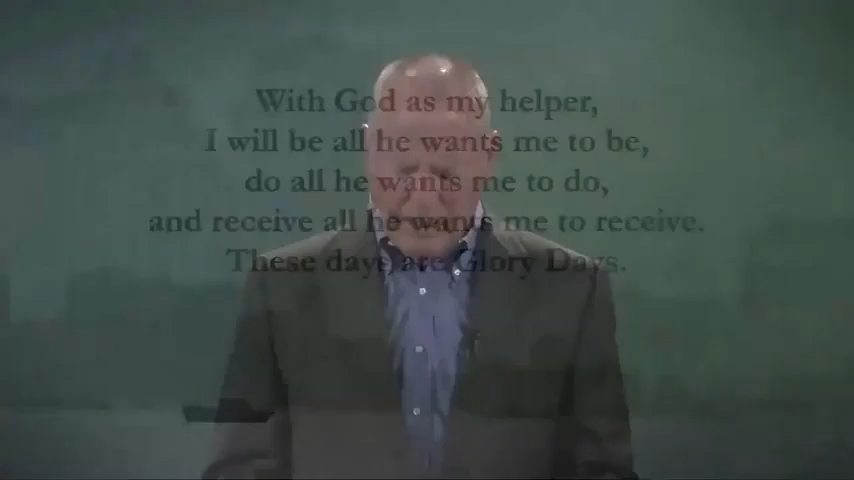 With God as my helper,
I will be all he wants me to be,
do all he wants me to do,
and receive all he wants me to receive.
These days are Glory Days.